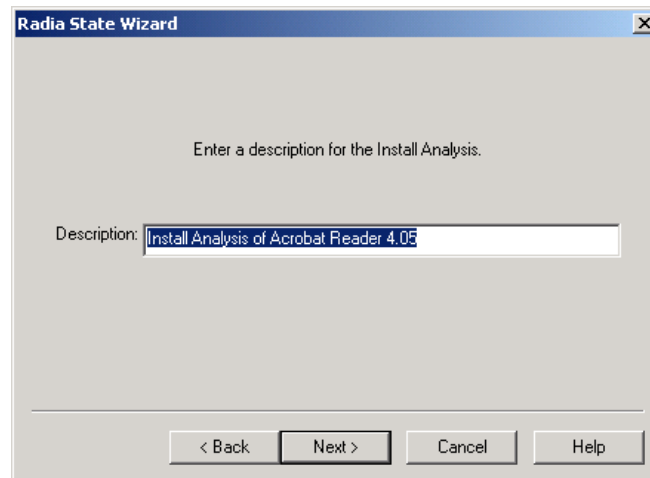 Radia State Wizard
Enter a description for the Install Analysis.
Description: Install Analysis of Acrobat Reader 4.05
< Back Next > Cancel Help